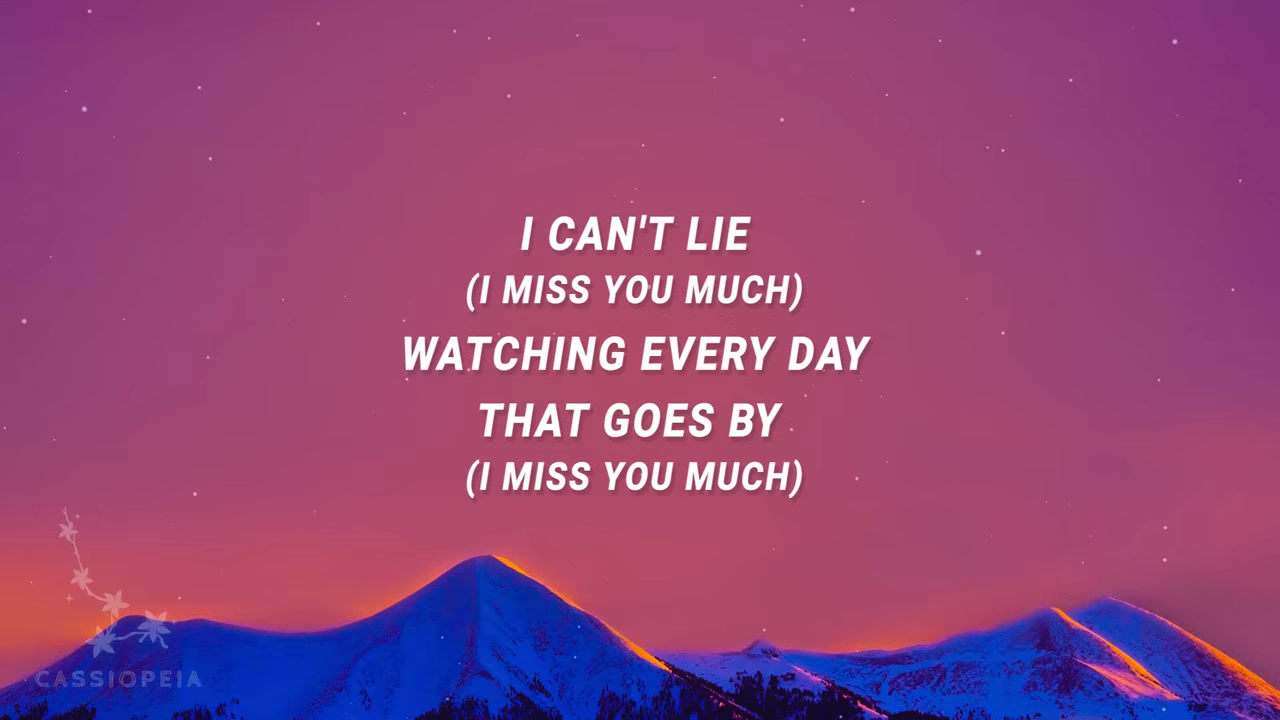 I CAN'T LIE
(I MISS YOU MUCH)
WATCHING EVERY DAY
THAT GOES BY
(I MISS YOU MUCH)
CASSIOPEIA